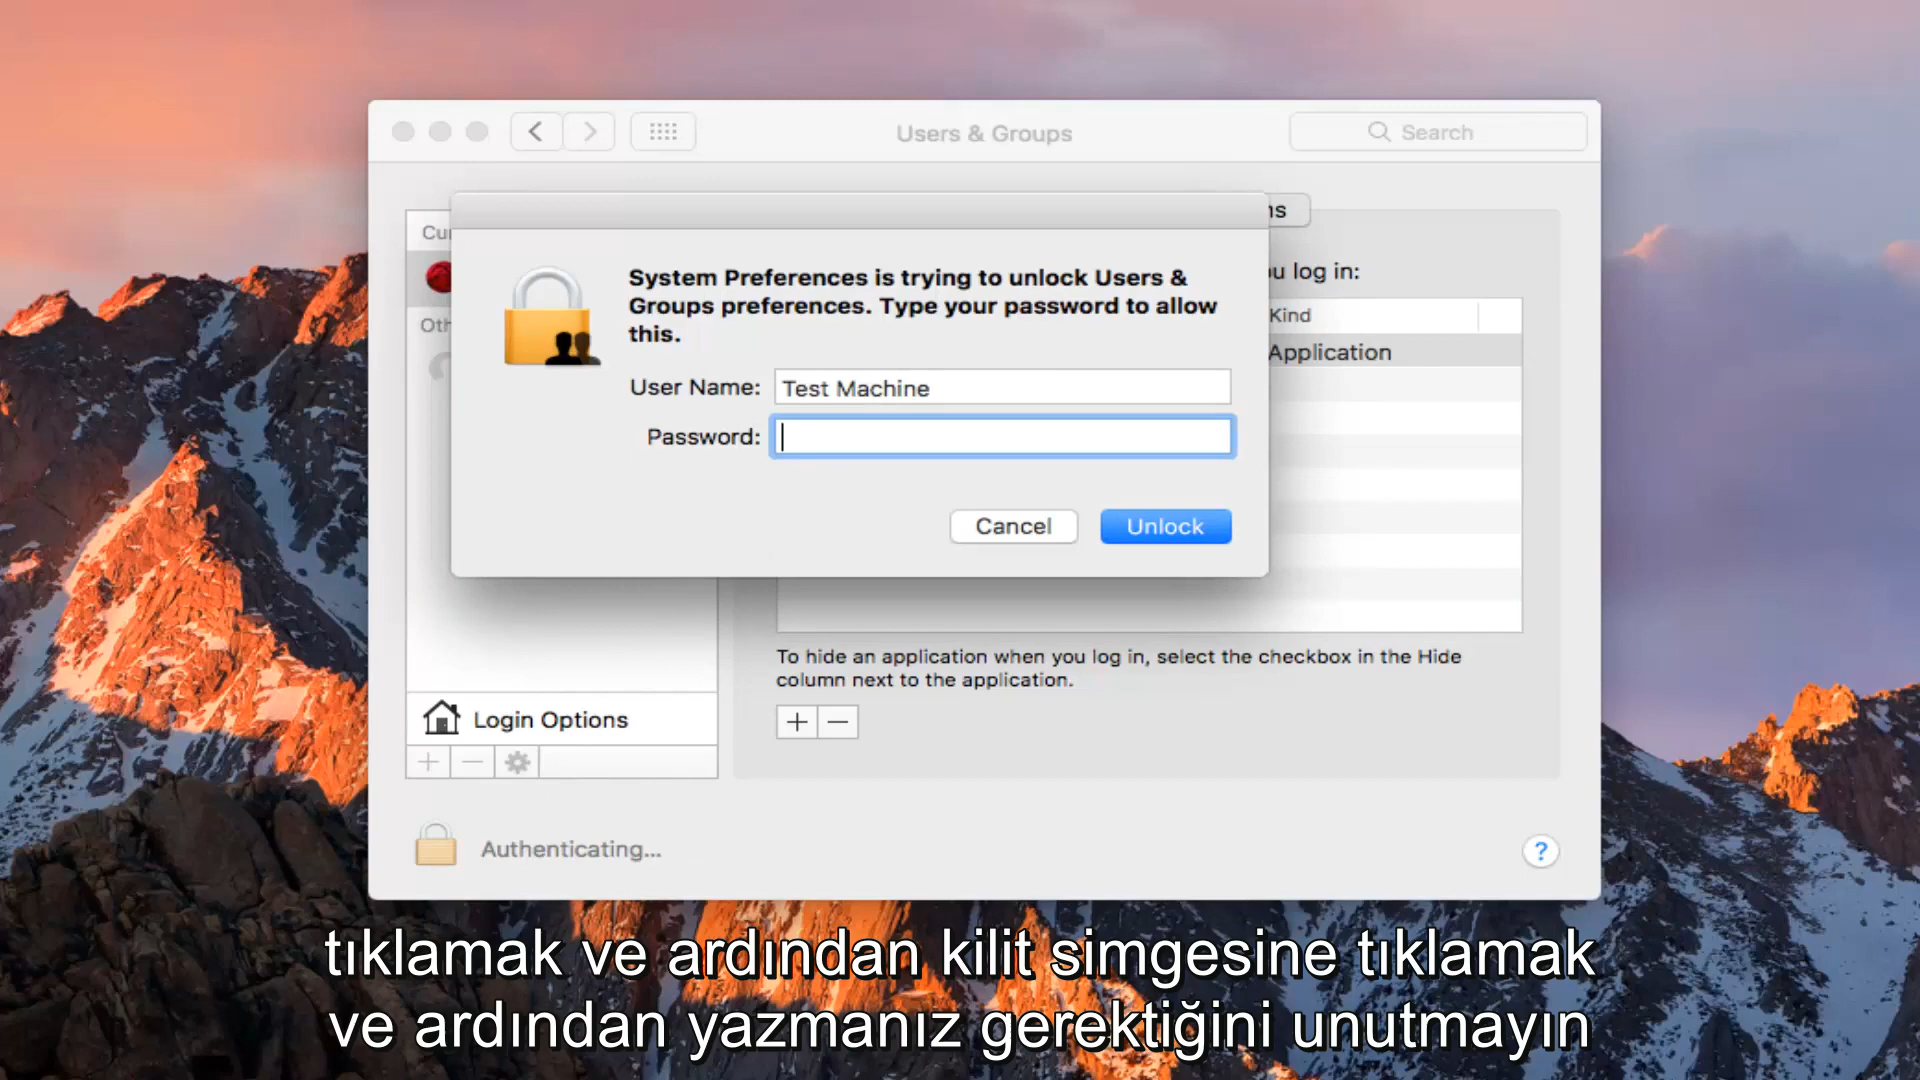 Users & Groups
Search
System Preferences is trying to unlock Users &
Groups preferences. Type your password to allow
this.
User Name: Test Machine
Password:
Cancel
Unlock
log in:
Kind
Application
To hide an application when you log in, select the checkbox in the Hide
column next to the application.
Login Options
Authenticating...
?
tıklamak ve ardından kilit simgesine tıklamak
ve ardından yazmanız gerektiğini unutmayın